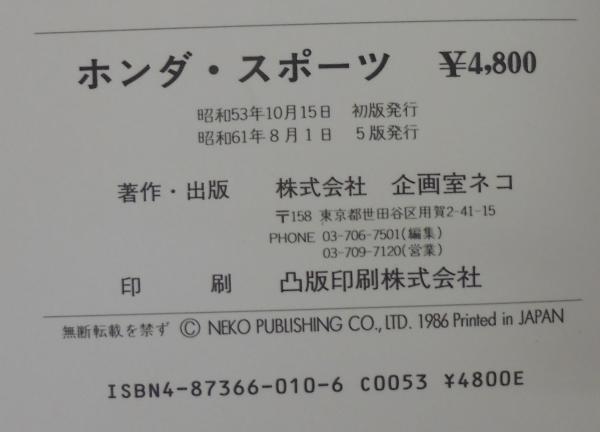 ホンダ・スポーツ ¥4,800
昭和53年10月15日 初版発行
昭和61年8月1日 5版発行
著作・出版 株式会社 企画室ネコ
〒158 東京都世田谷区用賀2-41-15
PHONE 03-706-7501(編集)
03-709-7120(営業)
印 刷 凸版印刷株式会社
無断転載を禁ず © NEKO PUBLISHING CO., LTD. 1986 Printed in JAPAN
ISBN4-87366-010-6 C0053 ¥4800E